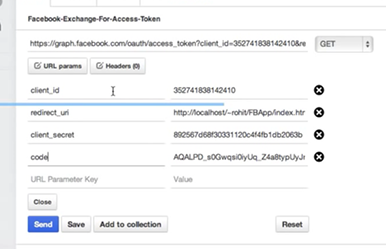 Facebook-Exchange-For-Access-Token
https://graph.facebook.com/oauth/access_token?client_id=352741838142410&re GET
URL params Headers (0)
client_id 352741838142410
redirect_uri http://localhost/~rohit/FBApp/index.htr
client_secret 892567d68f30331120c4f4fb1db2063b
code AQALPD_s0Gwqsi0iyUq_Z4a8typUyJr
URL Parameter Key Value
Close
Send Save Add to collection Reset